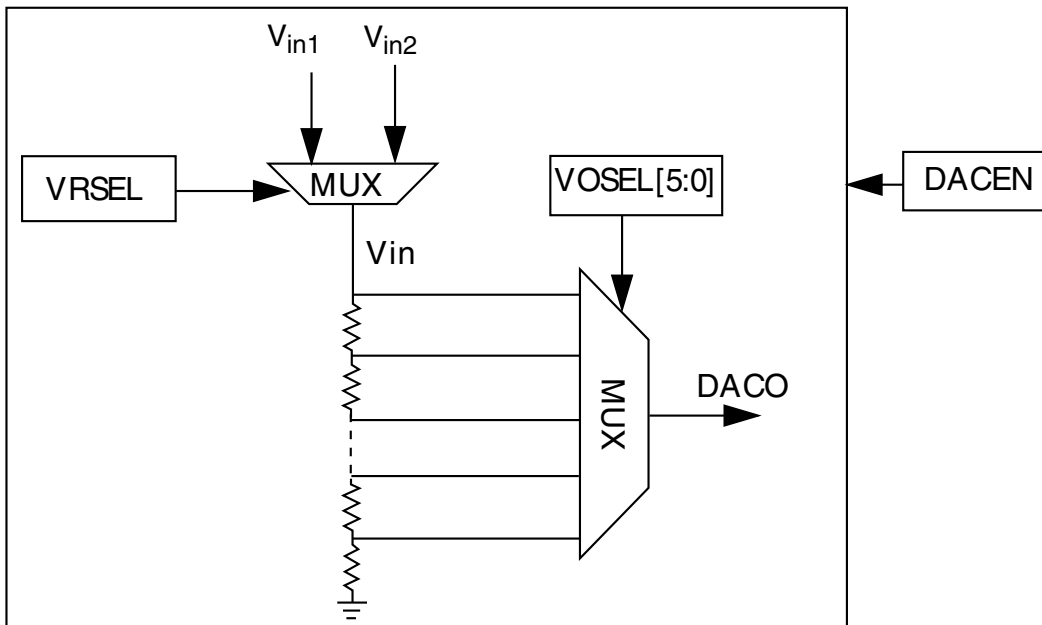 Vin1
Vin2
VRSEL
MUX
VOSEL[5:0]
DACEN
Vin
MUX
DACO